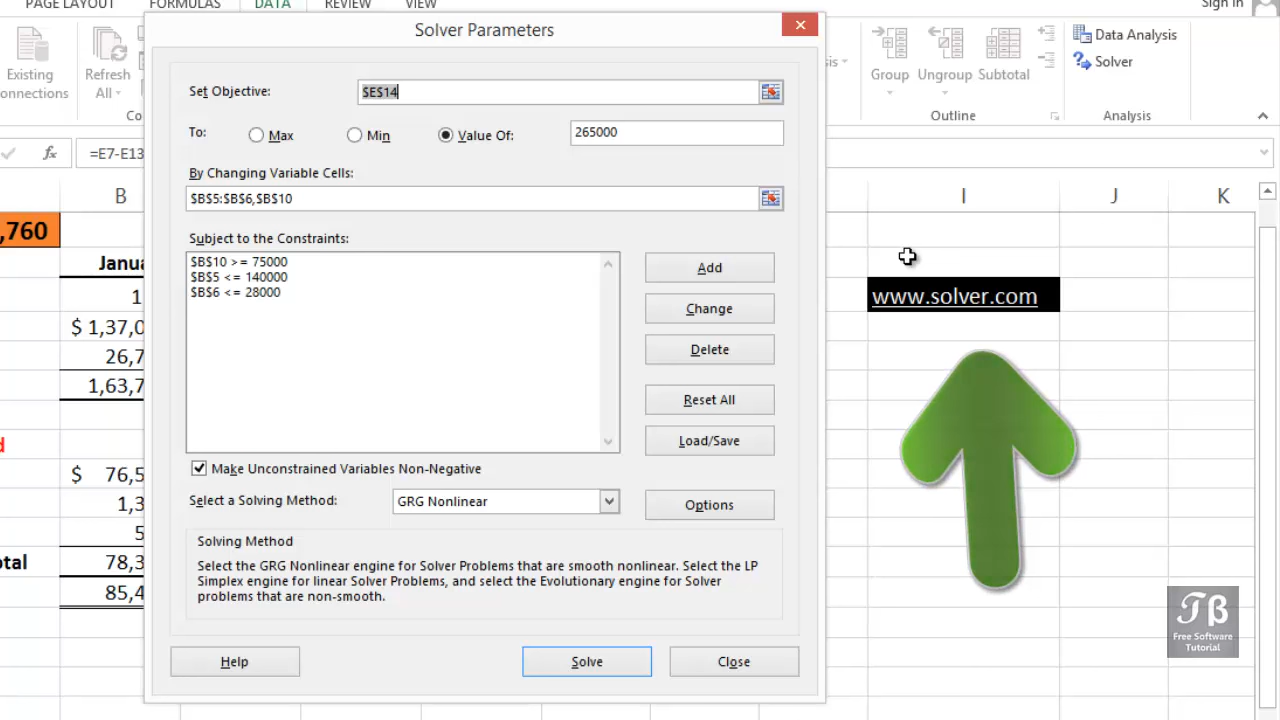 PAGE LAYOUT FORMULAS DATA REVIEW VIEW Sign in
Solver Parameters
Existing
onnections
Refresh
All
Group Ungroup Subtotal
Data Analysis
Solver
Outline
Analysis
fx =E7-E13
B I J K
,760
Janua
1
$ 1,37,0
26,7
1,63,7
d
$ 76,5
1,3
5
otal 78,3
85,4
Set Objective: $E$14
To: Max Min Value Of: 265000
By Changing Variable Cells:
$B$5:$B$6,$B$10
Subject to the Constraints:
$B$10 >= 75000
$B$5 <= 140000
$B$6 <= 28000
Add
Change
Delete
Reset All
Load/Save
Make Unconstrained Variables Non-Negative
Select a Solving Method: GRG Nonlinear Options
Solving Method
Select the GRG Nonlinear engine for Solver Problems that are smooth nonlinear. Select the LP
Simplex engine for linear Solver Problems, and select the Evolutionary engine for Solver
problems that are non-smooth.
Help Solve Close
www.solver.com
Tβ
Free Software
Tutorial